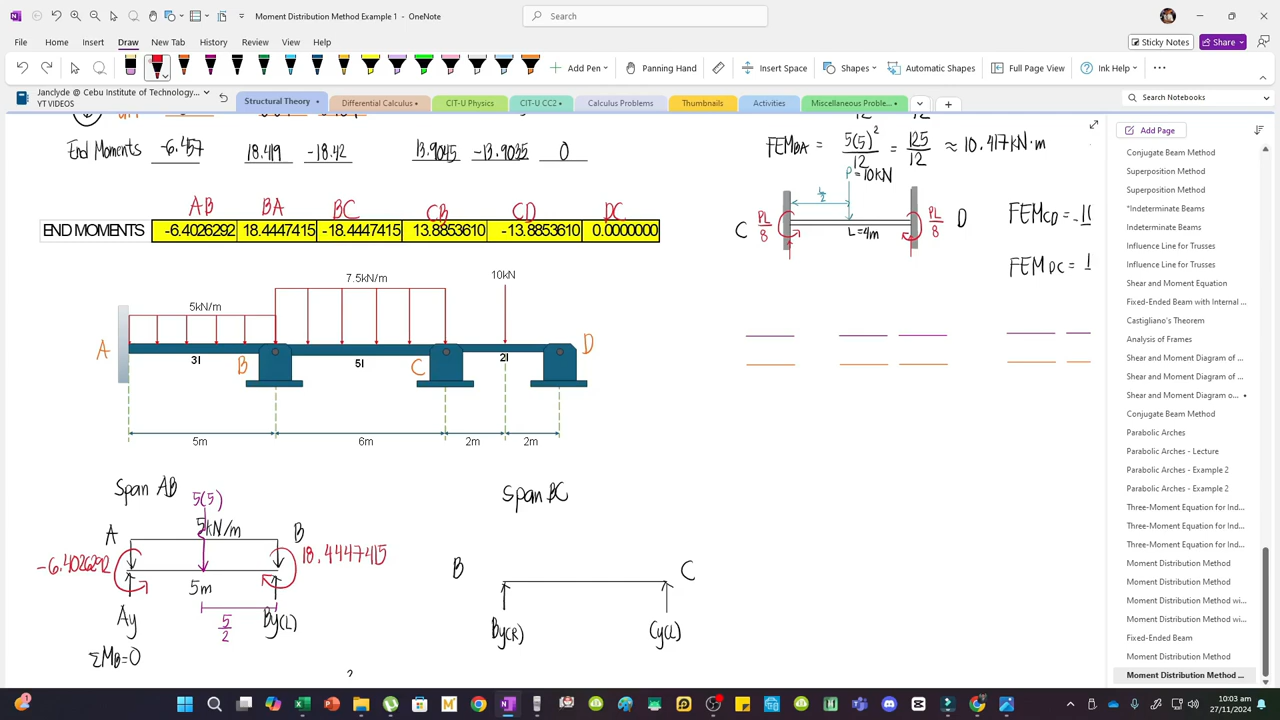 Moment Distribution Method Example 1 - OneNote
Search
File Home Insert Draw New Tab History Review View Help
Sticky Notes
Share
Add Pen
Panning Hand
Insert Space
Shapes
Automatic Shapes
Full Page View
Ink Help
Janclyde @ Cebu Institute of Technology...
YT VIDEOS
Structural Theory
Differential Calculus
CIT-U Physics
CIT-U CC2
Calculus Problems
Thumbnails
Activities
Miscellaneous Proble...
Search Notebooks
End Moments -6.457 18.419 -18.42 13.9045 -13.9035 0
FEMBA = 5(5)² / 12 = 125 / 12 ≈ 10.417kN·m
P=10kN
L/2
C PL/8 L=4m PL/8 D
FEMCD = -10
FEMDC = 1
AB BA BC CB CD DC
END MOMENTS -6.4026292 18.4447415 -18.4447415 13.8853610 -13.8853610 0.0000000
7.5kN/m
10kN
5kN/m
A 3I B 5I C 2I D
5m 6m 2m 2m
Span AB
5(5)
5kN/m
A B
-6.4026292 18.4447415
5m
Ay 5/2 By(L)
ΣMB=0
Span BC
B C
By(R) Cy(L)
Add Page
Conjugate Beam Method
Superposition Method
Superposition Method
*Indeterminate Beams
Indeterminate Beams
Influence Line for Trusses
Influence Line for Trusses
Shear and Moment Equation
Fixed-Ended Beam with Internal ...
Castigliano's Theorem
Analysis of Frames
Shear and Moment Diagram of ...
Shear and Moment Diagram of ...
Shear and Moment Diagram o...
Conjugate Beam Method
Parabolic Arches
Parabolic Arches - Lecture
Parabolic Arches - Example 2
Parabolic Arches - Example 2
Three-Moment Equation for Ind...
Three-Moment Equation for Ind...
Three-Moment Equation for Ind...
Moment Distribution Method
Moment Distribution Method
Moment Distribution Method wi...
Moment Distribution Method wi...
Fixed-Ended Beam
Moment Distribution Method
Moment Distribution Method ...
10:03 am
27/11/2024